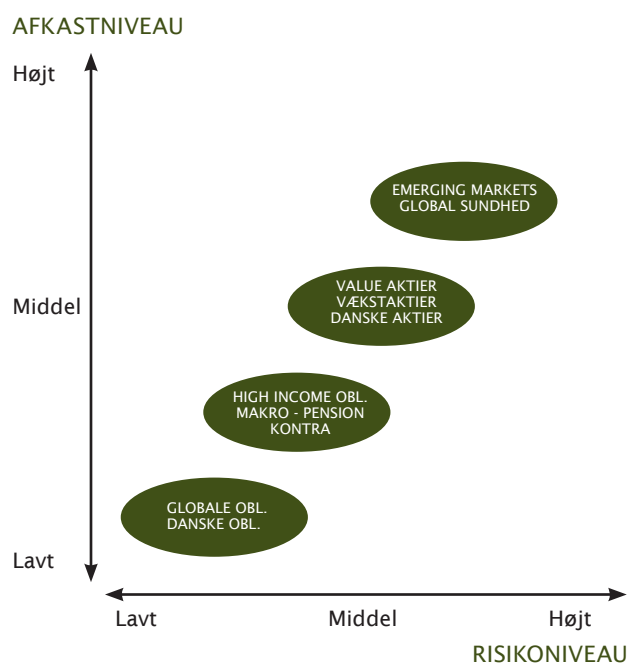 AFKASTNIVEAU
Højt
EMERGING MARKETS
GLOBAL SUNDHED
Middel
VALUE AKTIER
VÆKSTAKTIER
DANSKE AKTIER
HIGH INCOME OBL.
MAKRO - PENSION
KONTRA
GLOBALE OBL.
DANSKE OBL.
Lavt
Lavt
Middel
Højt
RISIKONIVEAU